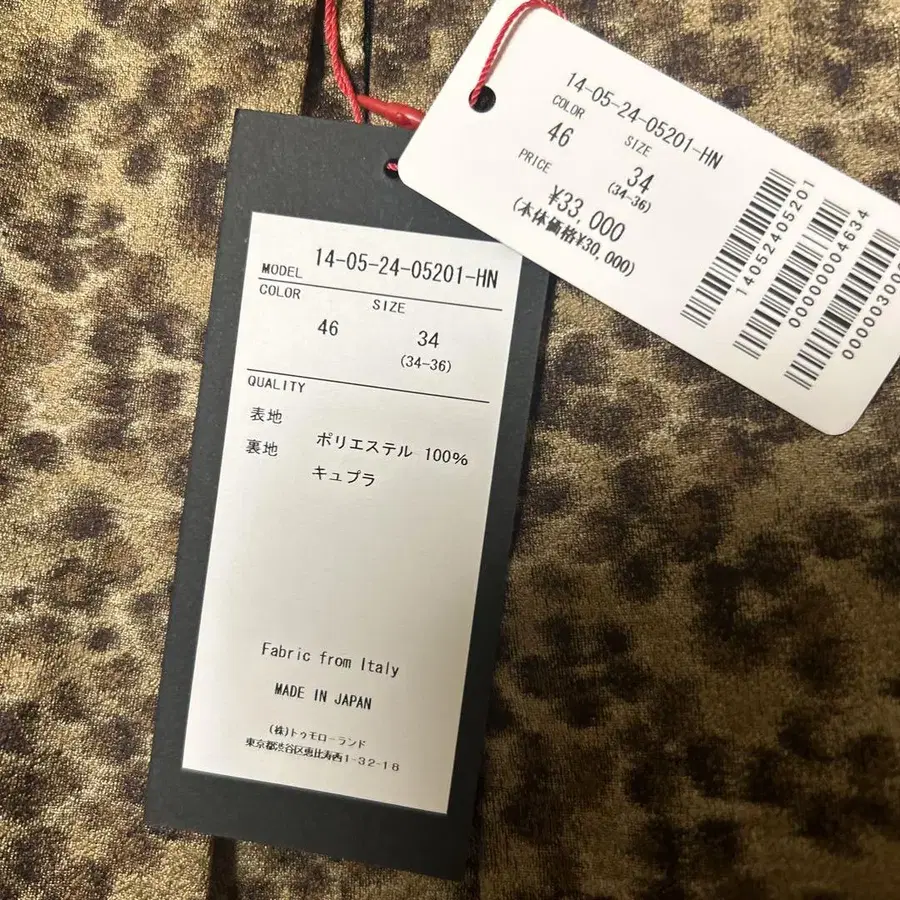 14-05-24-05201-HN
COLOR SIZE
46 34
(34-36)
PRICE
¥33,000
(本体価格¥30,000)
14052405201
00000004634
MODEL 14-05-24-05201-HN
COLOR SIZE
46 34
(34-36)
QUALITY
表地
ポリエステル 100%
裏地
キュプラ
Fabric from Italy
MADE IN JAPAN
(株)トゥモローランド
東京都渋谷区恵比寿西1-32-18